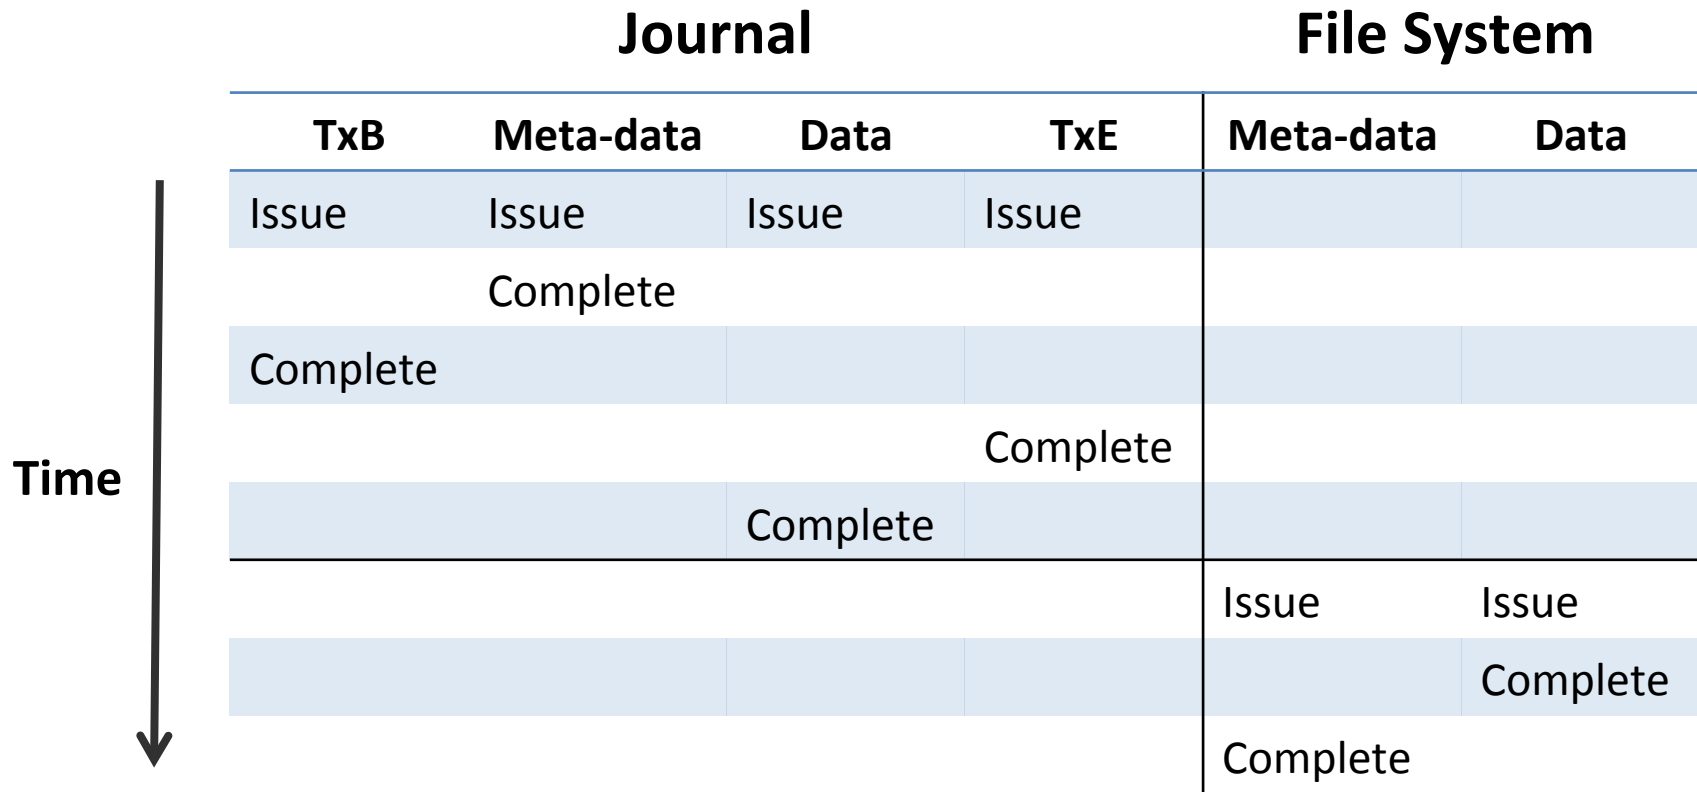 Journal File System
TxB Meta-data Data TxE Meta-data Data
Issue Issue Issue Issue
Complete
Complete
Complete
Time
Complete
Issue Issue
Complete
Complete